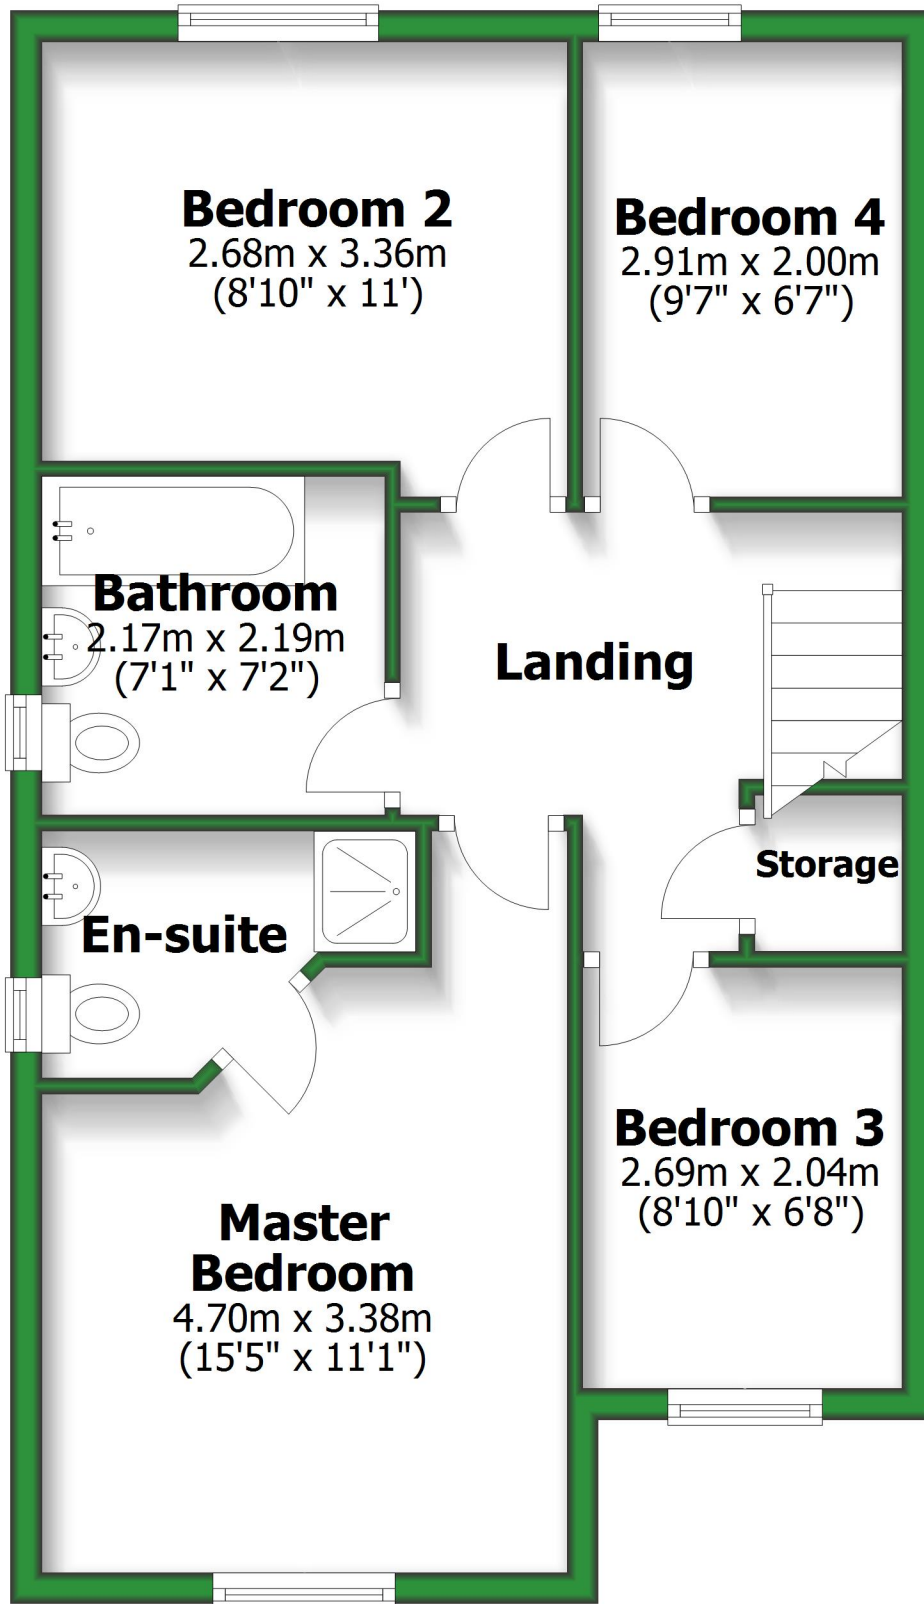 Bedroom 2
2.68m x 3.36m
(8'10" x 11')
Bedroom 4
2.91m x 2.00m
(9'7" x 6'7")
Bathroom
2.17m x 2.19m
(7'1" x 7'2")
Landing
Storage
En-suite
Bedroom 3
2.69m x 2.04m
(8'10" x 6'8")
Master
Bedroom
4.70m x 3.38m
(15'5" x 11'1")